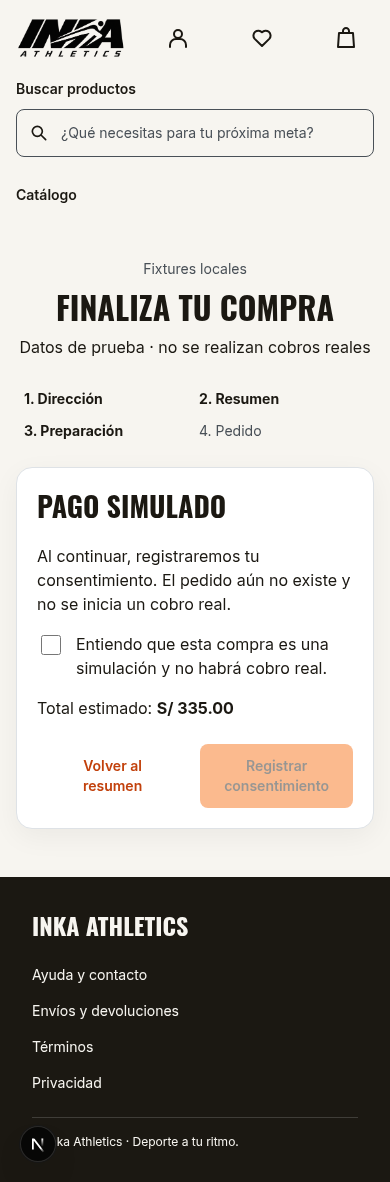 INKA
ATHLETICS
Buscar productos
¿Qué necesitas para tu próxima meta?
Catálogo
Fixtures locales
FINALIZA TU COMPRA
Datos de prueba · no se realizan cobros reales
1. Dirección
2. Resumen
3. Preparación
4. Pedido
PAGO SIMULADO
Al continuar, registraremos tu
consentimiento. El pedido aún no existe y
no se inicia un cobro real.
Entiendo que esta compra es una
simulación y no habrá cobro real.
Total estimado: S/ 335.00
Volver al
resumen
Registrar
consentimiento
INKA ATHLETICS
Ayuda y contacto
Envíos y devoluciones
Términos
Privacidad
N
ka Athletics · Deporte a tu ritmo.